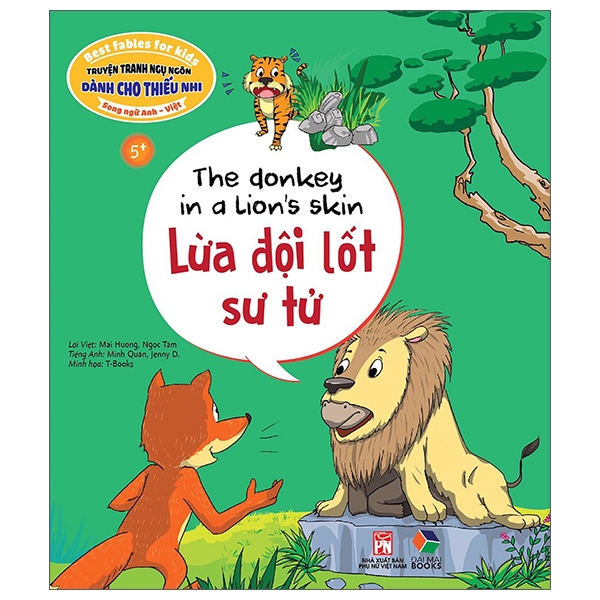 Best fables for kids
TRUYỆN TRANH NGỤ NGÔN
DÀNH CHO THIẾU NHI
Song ngữ Anh - Việt
5+
The donkey
in a lion's skin
Lừa đội lốt
sư tử
Lời Việt: Mai Hương, Ngọc Tâm
Tiếng Anh: Minh Quân, Jenny D.
Minh họa: T-Books
PN
NHÀ XUẤT BẢN
PHỤ NỮ VIỆT NAM
ĐẠI MAI
BOOKS